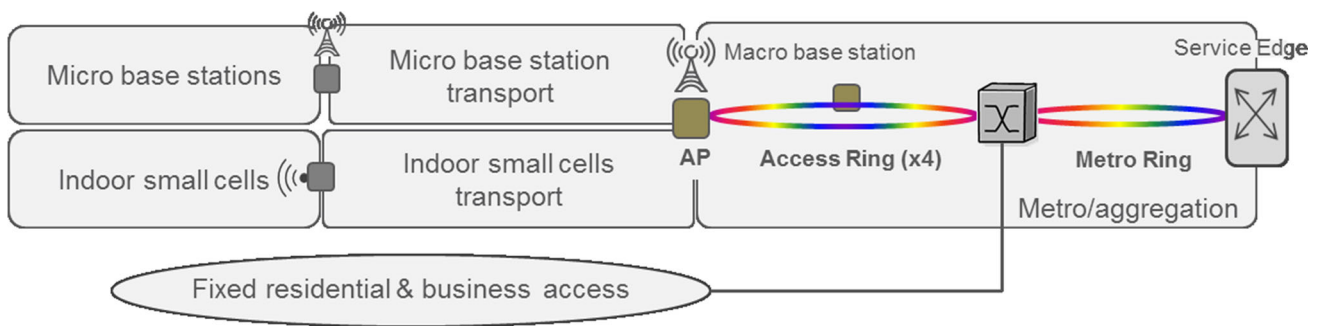 Micro base stations
Micro base station
transport
Macro base station
Service Edge
AP
Access Ring (x4)
Metro Ring
Indoor small cells
Indoor small cells
transport
Metro/aggregation
Fixed residential & business access